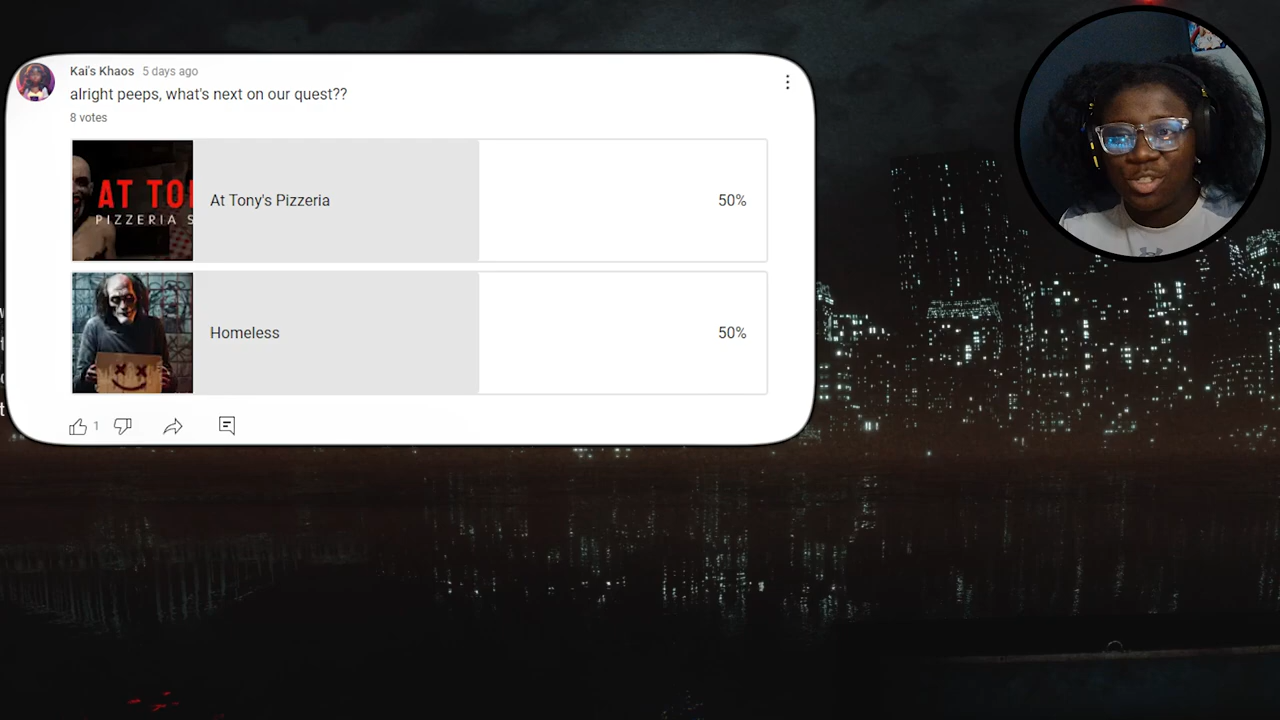 Kai's Khaos 5 days ago
alright peeps, what's next on our quest??
8 votes
AT TO
PIZZERIA S
At Tony's Pizzeria
50%
Homeless
50%
1